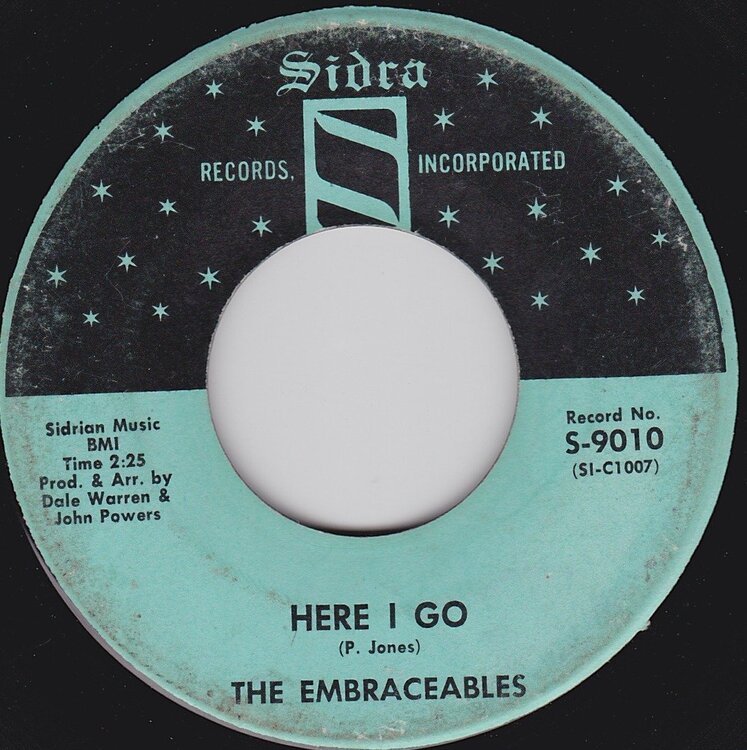 Sidra
RECORDS, INCORPORATED
Sidrian Music
BMI
Time 2:25
Prod. & Arr. by
Dale Warren &
John Powers
Record No.
S-9010
(SI-C1007)
HERE I GO
(P. Jones)
THE EMBRACEABLES